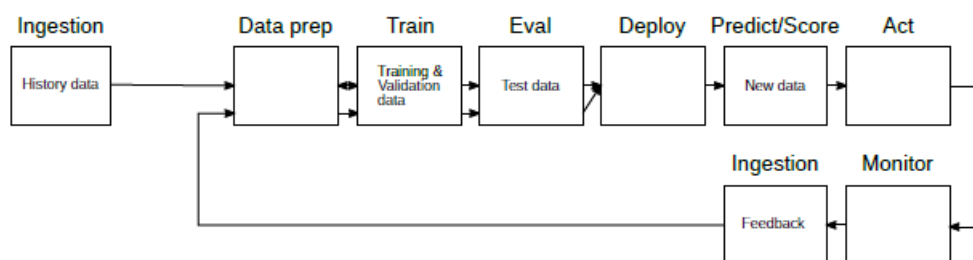 Ingestion
Data prep
Train
Eval
Deploy
Predict/Score
Act
History data
Training &
Validation
data
Test data
New data
Ingestion
Monitor
Feedback